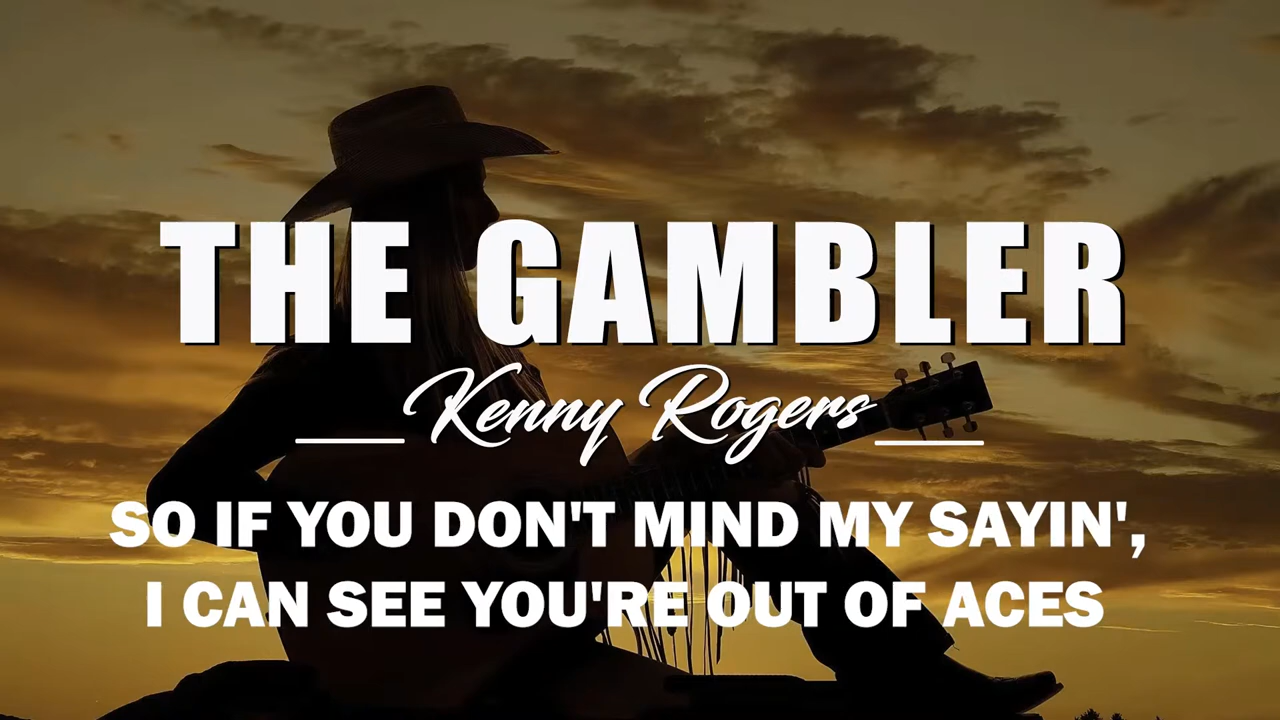 THE GAMBLER
Kenny Rogers
SO IF YOU DON'T MIND MY SAYIN',
I CAN SEE YOU'RE OUT OF ACES